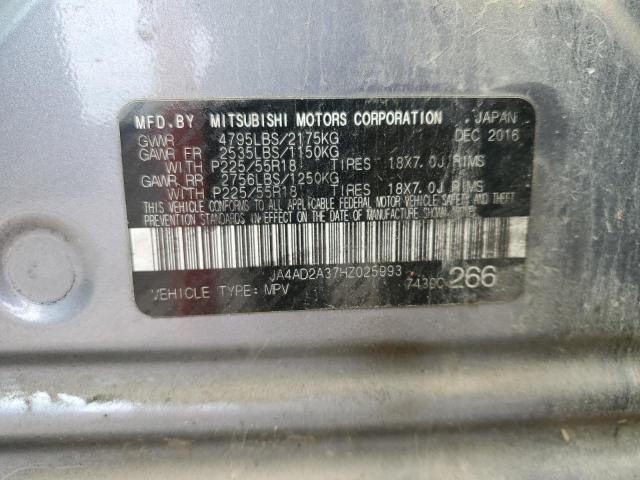 MFD.BY MITSUBISHI MOTORS CORPORATION JAPAN
GVWR 4795LBS/2175KG DEC 2016
GAWR FR 2535LBS/1150KG
WITH P225/55R18 TIRES 18X7.0J RIMS
GAWR RR 2756LBS/1250KG
WITH P225/55R18 TIRES 18X7.0J RIMS
THIS VEHICLE CONFORMS TO ALL APPLICABLE FEDERAL MOTOR VEHICLE SAFETY AND THEFT
PREVENTION STANDARDS IN EFFECT ON THE DATE OF MANUFACTURE SHOWN ABOVE.
JA4AD2A37HZ025993
VEHICLE TYPE: MPV 266